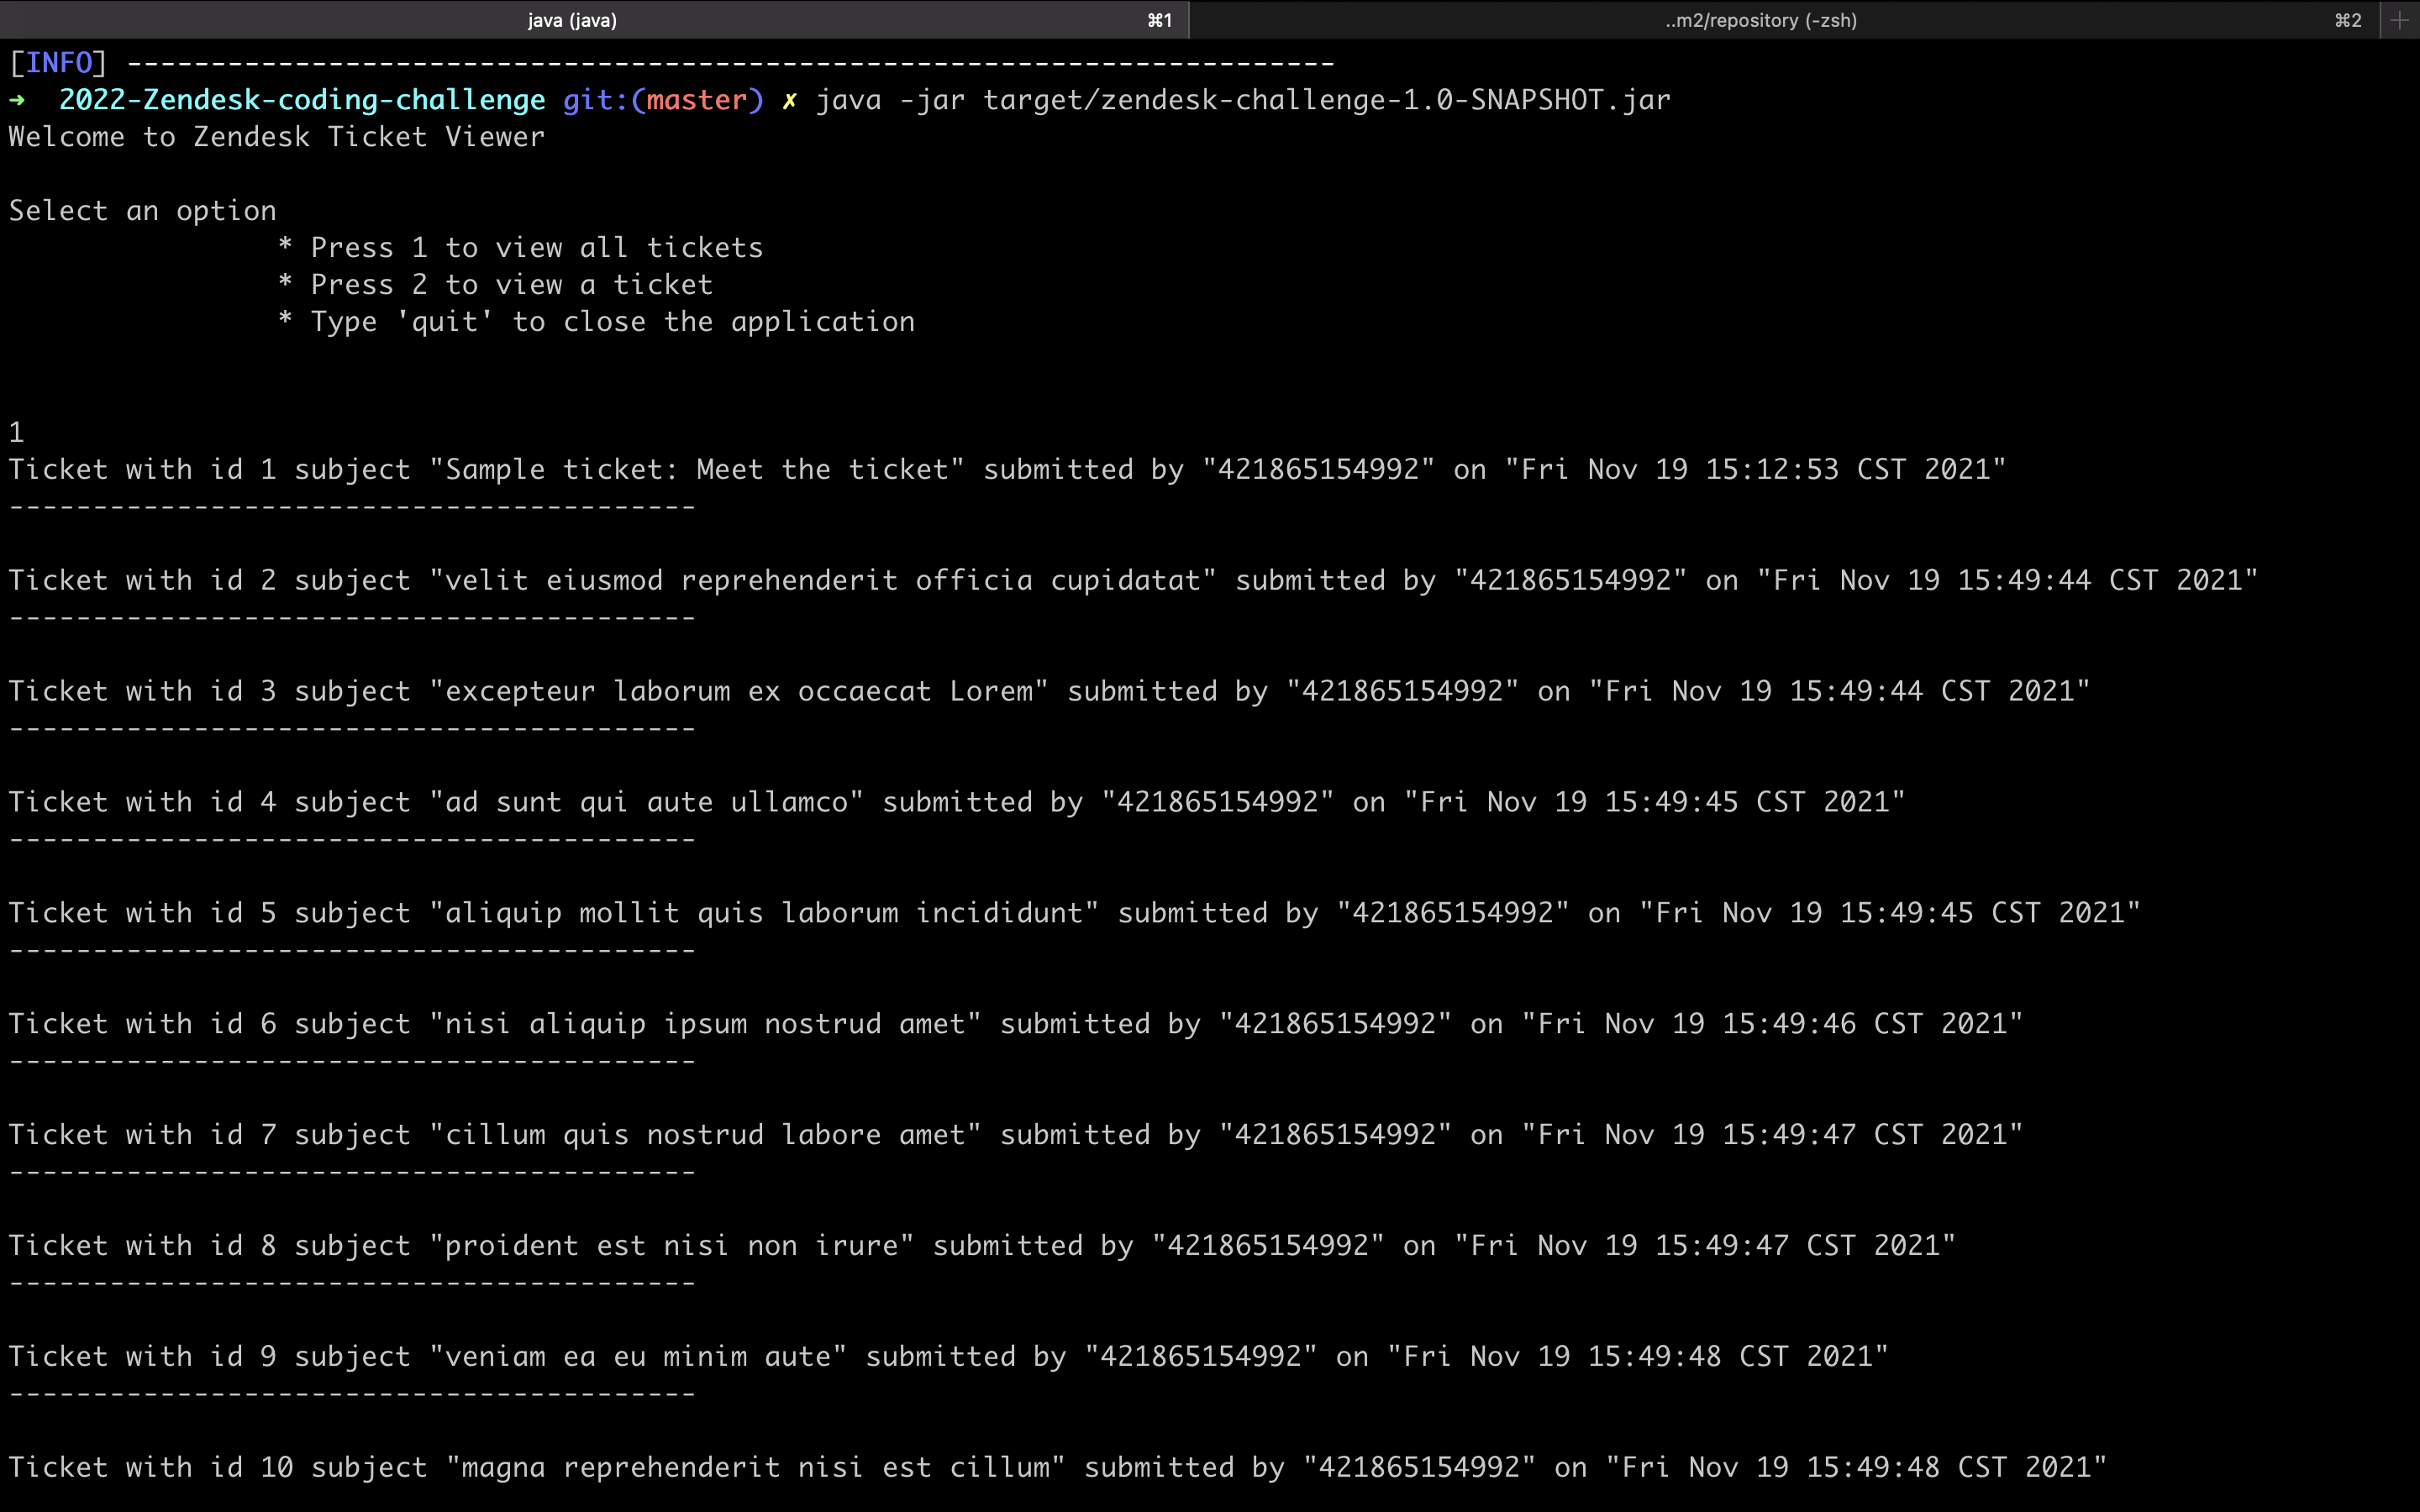 java (java) ⌘1 ..m2/repository (-zsh) ⌘2 +
[INFO] ------------------------------------------------------------------------
➜  2022-Zendesk-coding-challenge git:(master) ✗ java -jar target/zendesk-challenge-1.0-SNAPSHOT.jar
Welcome to Zendesk Ticket Viewer
Select an option
* Press 1 to view all tickets
* Press 2 to view a ticket
* Type 'quit' to close the application
1
Ticket with id 1 subject "Sample ticket: Meet the ticket" submitted by "421865154992" on "Fri Nov 19 15:12:53 CST 2021"
-----------------------------------------
Ticket with id 2 subject "velit eiusmod reprehenderit officia cupidatat" submitted by "421865154992" on "Fri Nov 19 15:49:44 CST 2021"
-----------------------------------------
Ticket with id 3 subject "excepteur laborum ex occaecat Lorem" submitted by "421865154992" on "Fri Nov 19 15:49:44 CST 2021"
-----------------------------------------
Ticket with id 4 subject "ad sunt qui aute ullamco" submitted by "421865154992" on "Fri Nov 19 15:49:45 CST 2021"
-----------------------------------------
Ticket with id 5 subject "aliquip mollit quis laborum incididunt" submitted by "421865154992" on "Fri Nov 19 15:49:45 CST 2021"
-----------------------------------------
Ticket with id 6 subject "nisi aliquip ipsum nostrud amet" submitted by "421865154992" on "Fri Nov 19 15:49:46 CST 2021"
-----------------------------------------
Ticket with id 7 subject "cillum quis nostrud labore amet" submitted by "421865154992" on "Fri Nov 19 15:49:47 CST 2021"
-----------------------------------------
Ticket with id 8 subject "proident est nisi non irure" submitted by "421865154992" on "Fri Nov 19 15:49:47 CST 2021"
-----------------------------------------
Ticket with id 9 subject "veniam ea eu minim aute" submitted by "421865154992" on "Fri Nov 19 15:49:48 CST 2021"
-----------------------------------------
Ticket with id 10 subject "magna reprehenderit nisi est cillum" submitted by "421865154992" on "Fri Nov 19 15:49:48 CST 2021"